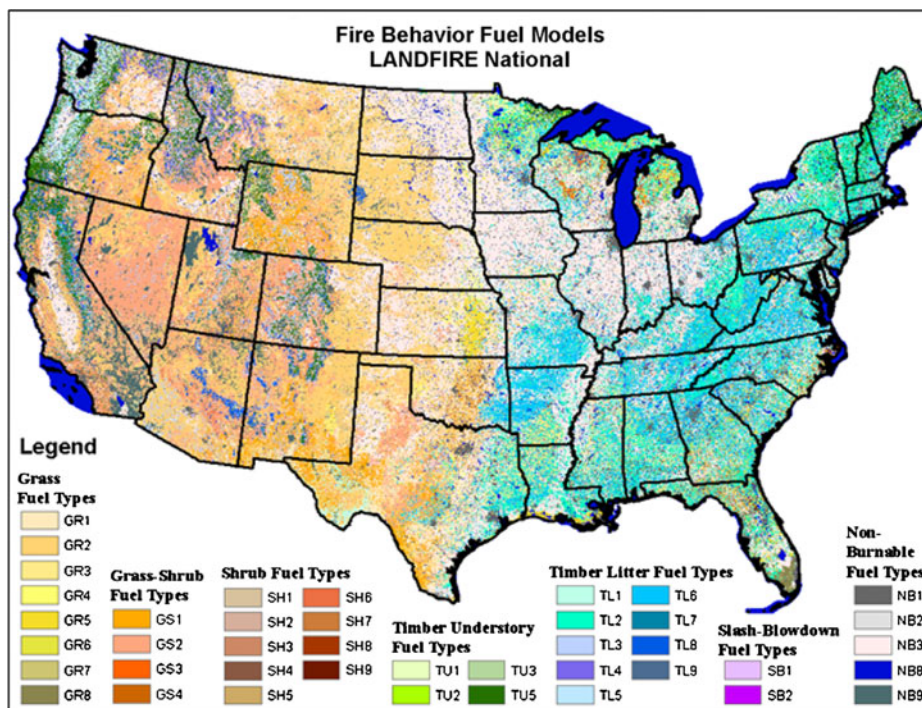 Fire Behavior Fuel Models
LANDFIRE National
Legend
Grass
Fuel Types
GR1
GR2
GR3
GR4
GR5
GR6
GR7
GR8
Grass-Shrub
Fuel Types
GS1
GS2
GS3
GS4
Shrub Fuel Types
SH1
SH2
SH3
SH4
SH5
SH6
SH7
SH8
SH9
Timber Understory
Fuel Types
TU1
TU2
TU3
TU5
Timber Litter Fuel Types
TL1
TL2
TL3
TL4
TL5
TL6
TL7
TL8
TL9
Slash-Blowdown
Fuel Types
SB1
SB2
Non-
Burnable
Fuel Types
NB1
NB2
NB3
NB8
NB9